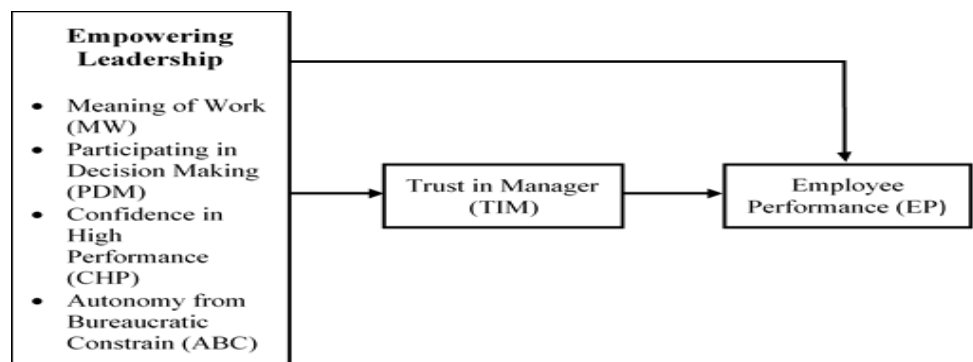 Empowering
Leadership
• Meaning of Work
(MW)
• Participating in
Decision Making
(PDM)
• Confidence in
High
Performance
(CHP)
• Autonomy from
Bureaucratic
Constrain (ABC)
Trust in Manager
(TIM)
Employee
Performance (EP)